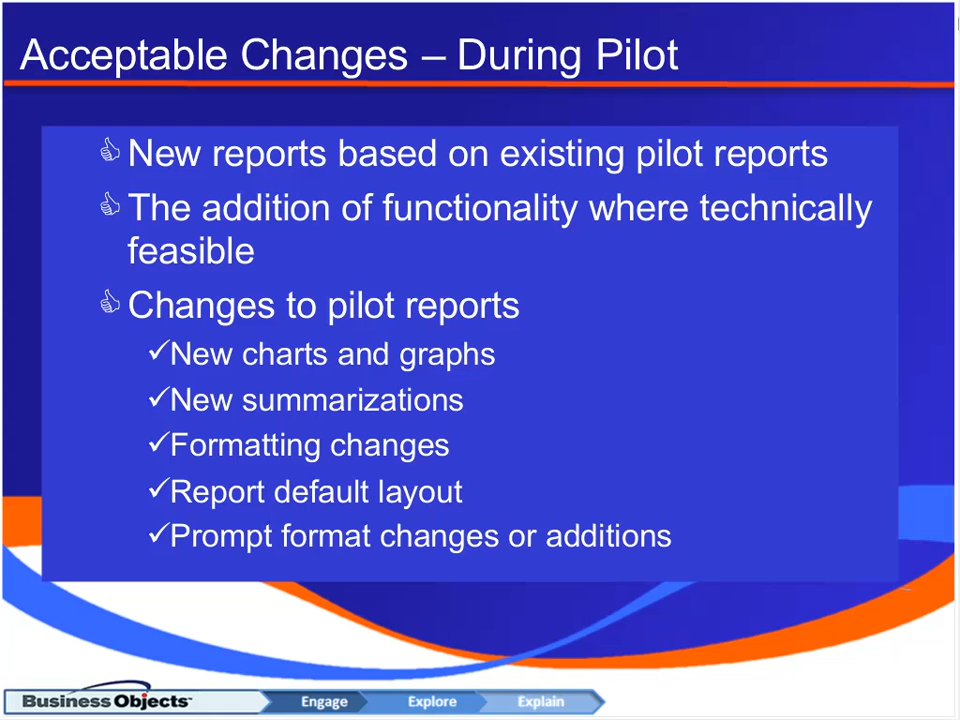 Acceptable Changes – During Pilot
New reports based on existing pilot reports
The addition of functionality where technically
feasible
Changes to pilot reports
New charts and graphs
New summarizations
Formatting changes
Report default layout
Prompt format changes or additions
Business Objects™ Engage Explore Explain